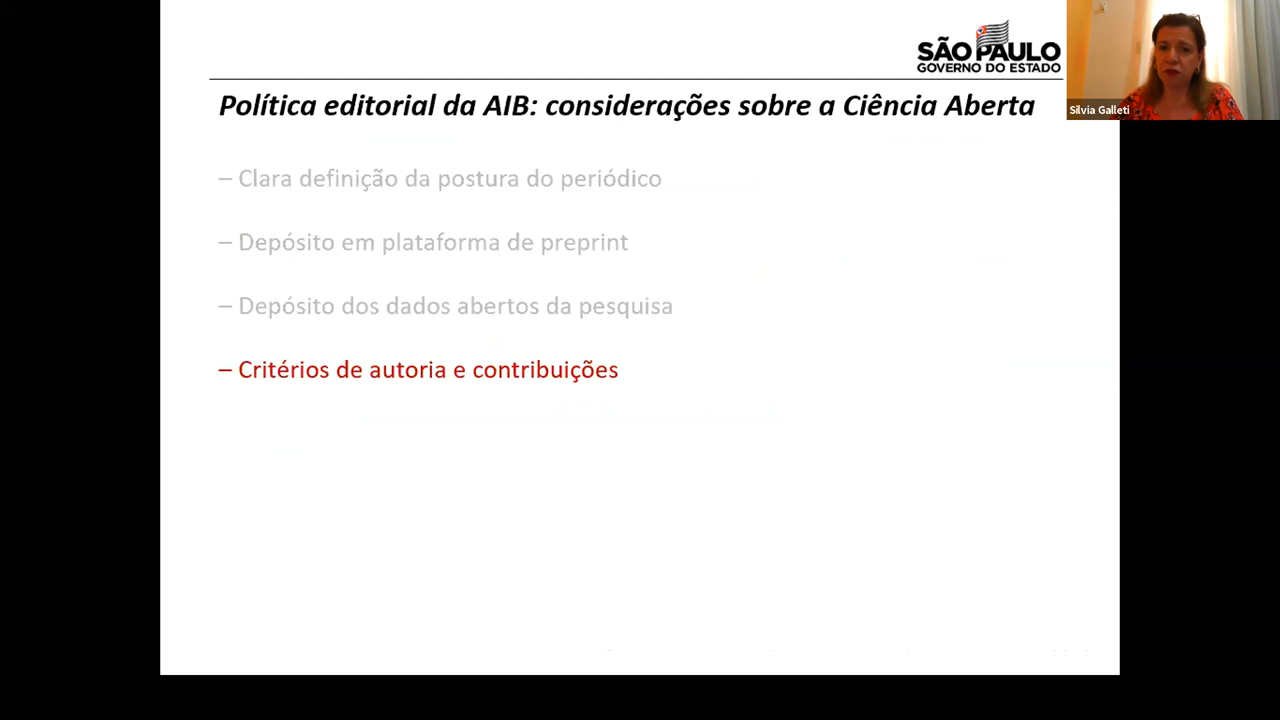 SÃO PAULO
GOVERNO DO ESTADO
Silvia Galleti
Política editorial da AIB: considerações sobre a Ciência Aberta
– Clara definição da postura do periódico
– Depósito em plataforma de preprint
– Depósito dos dados abertos da pesquisa
– Critérios de autoria e contribuições